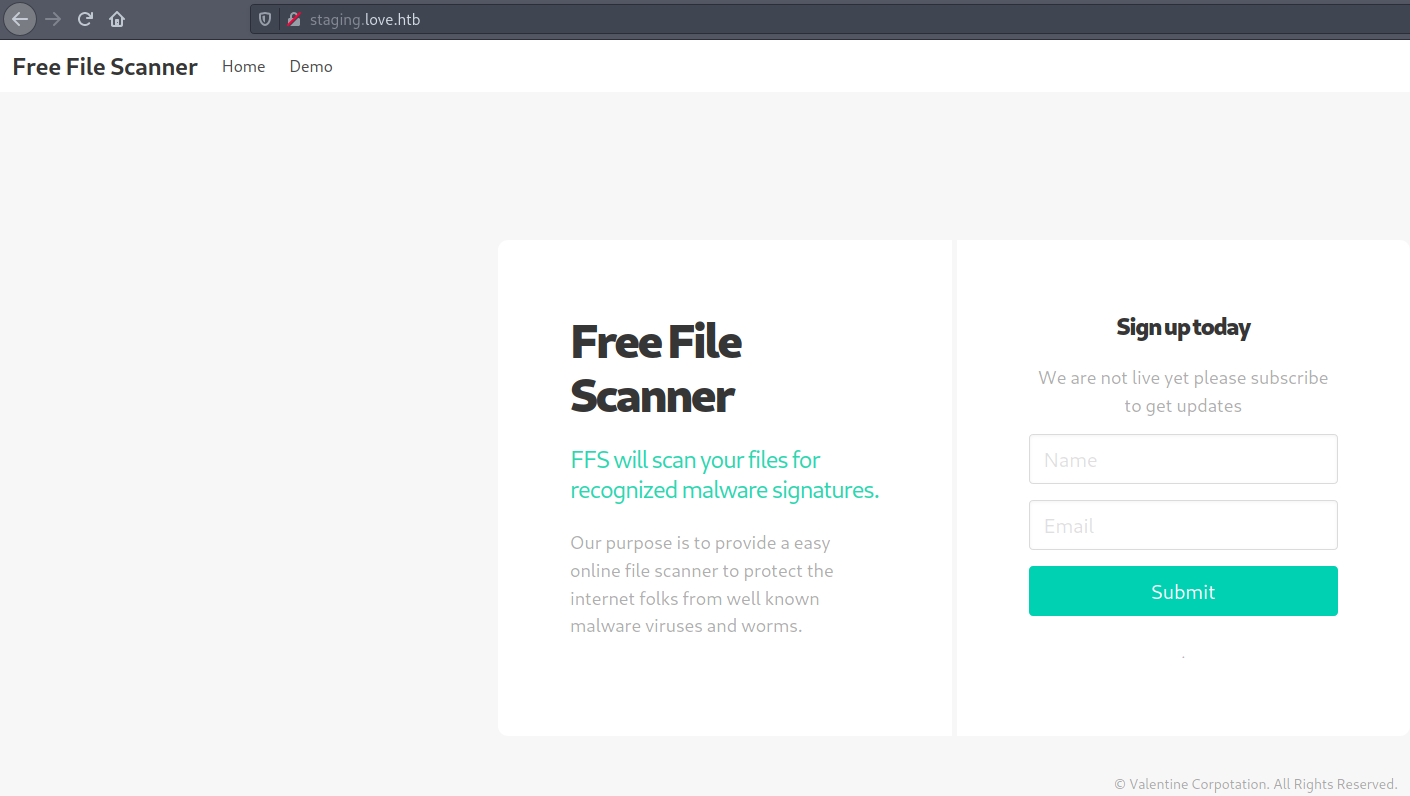 staging.love.htb
Free File Scanner Home Demo
Free File
Scanner
FFS will scan your files for
recognized malware signatures.
Our purpose is to provide a easy
online file scanner to protect the
internet folks from well known
malware viruses and worms.
Sign up today
We are not live yet please subscribe
to get updates
Name
Email
Submit
.
© Valentine Corpotation. All Rights Reserved.